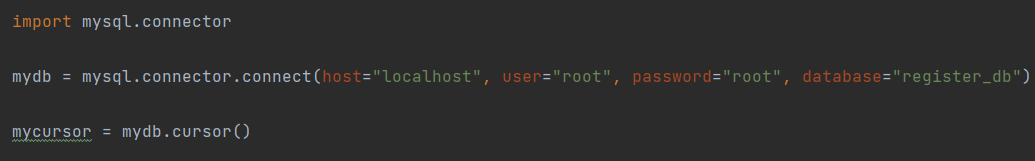 import mysql.connector
mydb = mysql.connector.connect(host="localhost", user="root", password="root", database="register_db")
mycursor = mydb.cursor()